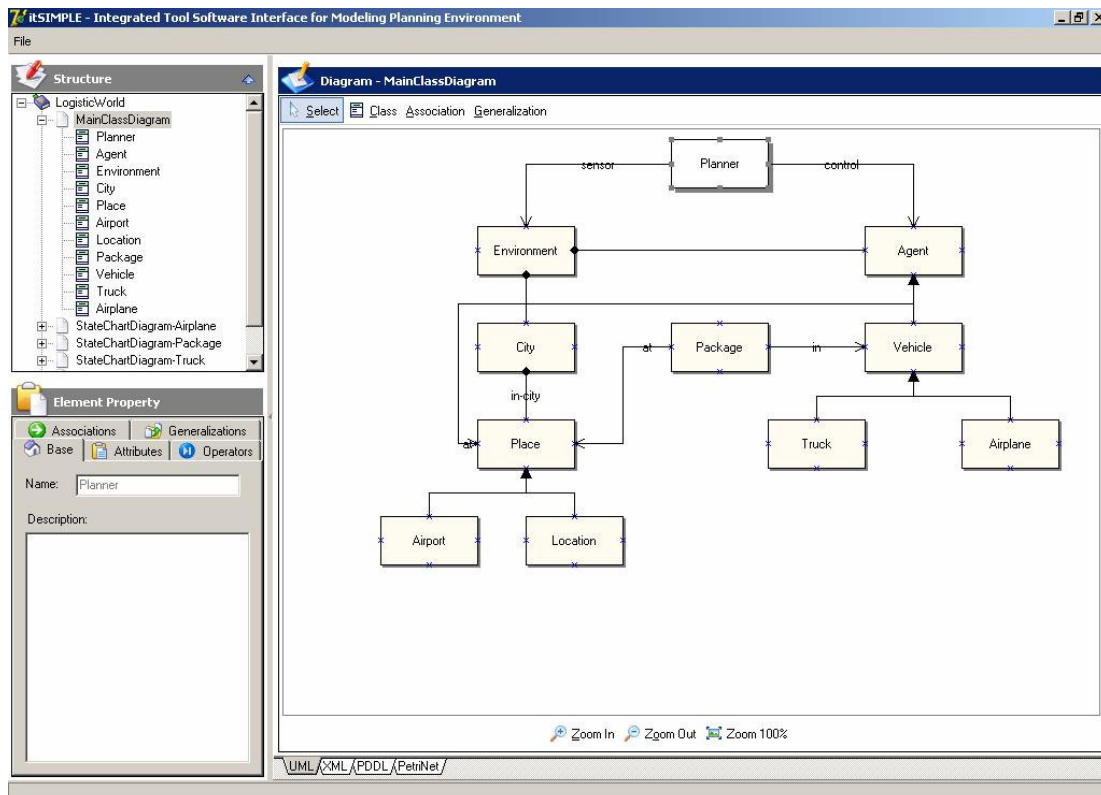 itSIMPLE - Integrated Tool Software Interface for Modeling Planning Environment
File
Structure
LogisticWorld
MainClassDiagram
Planner
Agent
Environment
City
Place
Airport
Location
Package
Vehicle
Truck
Airplane
StateChartDiagram-Airplane
StateChartDiagram-Package
StateChartDiagram-Truck
Element Property
Associations Generalizations
Base Attributes Operators
Name: Planner
Description:
Diagram - MainClassDiagram
Select Class Association Generalization
sensor Planner control
Environment Agent
City at Package in Vehicle
in-city
at Place Truck Airplane
Airport Location
Zoom In Zoom Out Zoom 100%
UML XML PDDL PetriNet